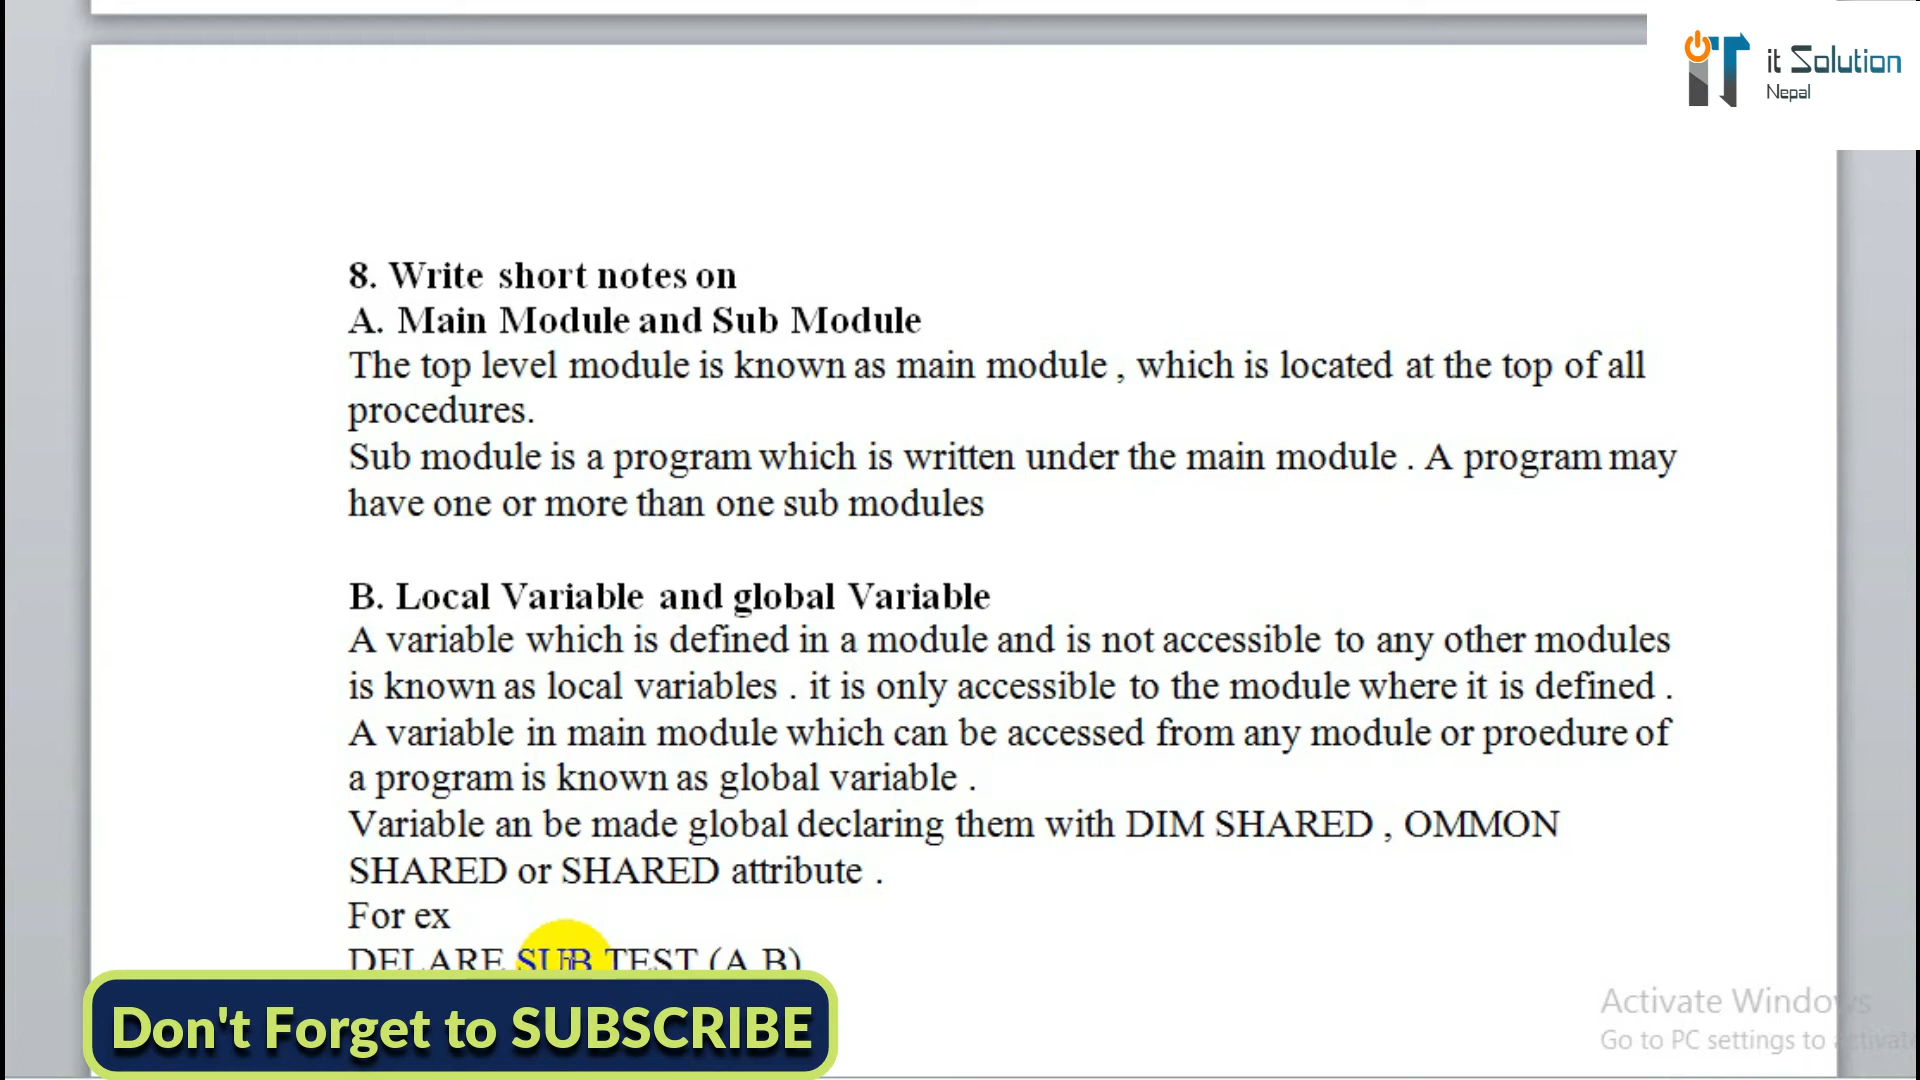 it Solution
Nepal
8. Write short notes on
A. Main Module and Sub Module
The top level module is known as main module , which is located at the top of all
procedures.
Sub module is a program which is written under the main module . A program may
have one or more than one sub modules
B. Local Variable and global Variable
A variable which is defined in a module and is not accessible to any other modules
is known as local variables . it is only accessible to the module where it is defined .
A variable in main module which can be accessed from any module or proedure of
a program is known as global variable .
Variable an be made global declaring them with DIM SHARED , OMMON
SHARED or SHARED attribute .
For ex
DELARE SUB TEST (A,B)
Don't Forget to SUBSCRIBE
Activate Windows
Go to PC settings to activate